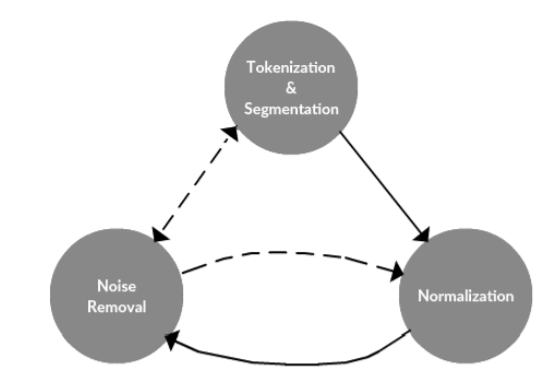 Tokenization
&
Segmentation
Noise
Removal
Normalization